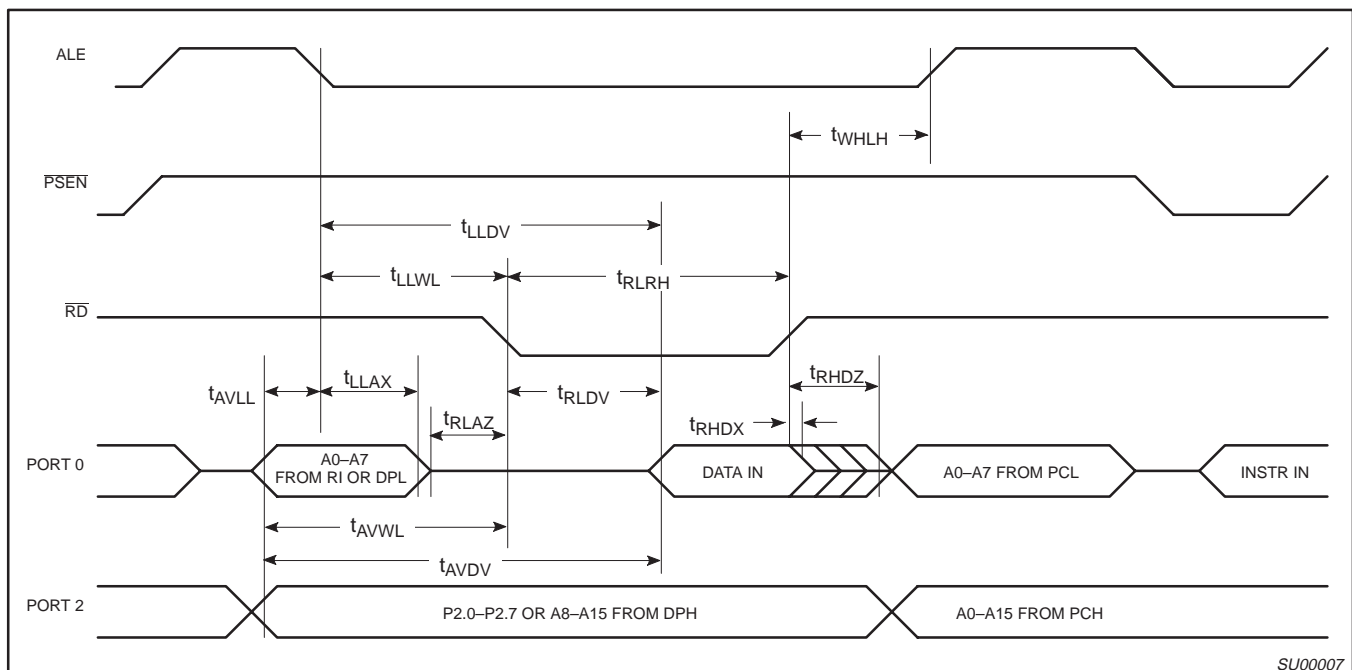 ALE
tWHLH
PSEN
tLLDV
tLLWL
tRLRH
RD
tAVLL
tLLAX
tRLDV
tRHDZ
tRLAZ
tRHDX
PORT 0
A0–A7
FROM RI OR DPL
DATA IN
A0–A7 FROM PCL
INSTR IN
tAVWL
tAVDV
PORT 2
P2.0–P2.7 OR A8–A15 FROM DPH
A0–A15 FROM PCH
SU00007